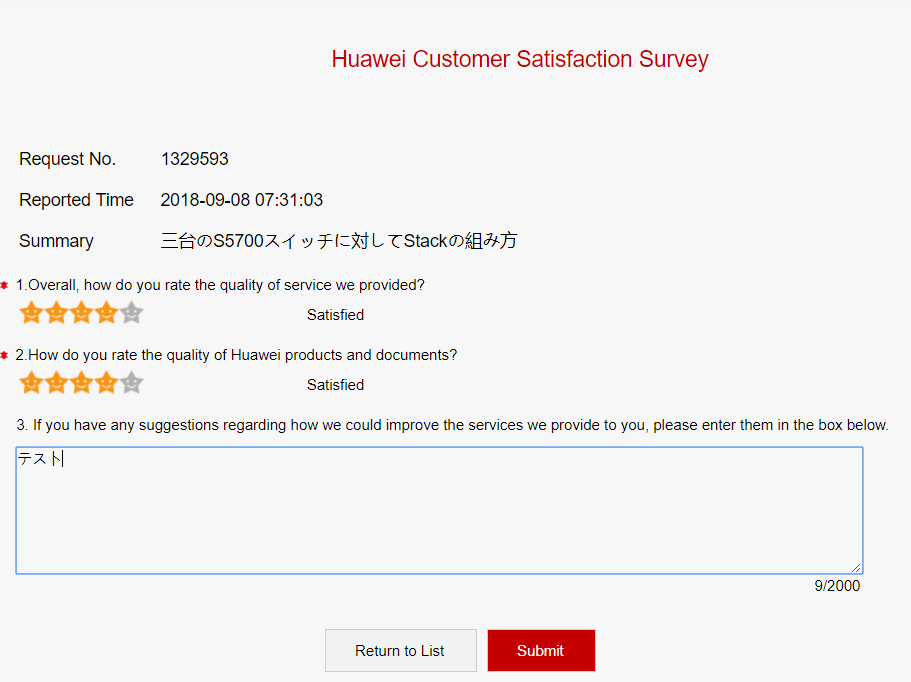 Huawei Customer Satisfaction Survey
Request No. 1329593
Reported Time 2018-09-08 07:31:03
Summary 三台のS5700スイッチに対してStackの組み方
* 1.Overall, how do you rate the quality of service we provided?
Satisfied
* 2.How do you rate the quality of Huawei products and documents?
Satisfied
3. If you have any suggestions regarding how we could improve the services we provide to you, please enter them in the box below.
テスト
9/2000
Return to List Submit